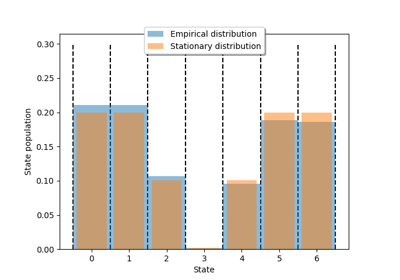 Empirical distribution
Stationary distribution
0.30
0.25
0.20
0.15
0.10
0.05
0.00
State population
0 1 2 3 4 5 6
State